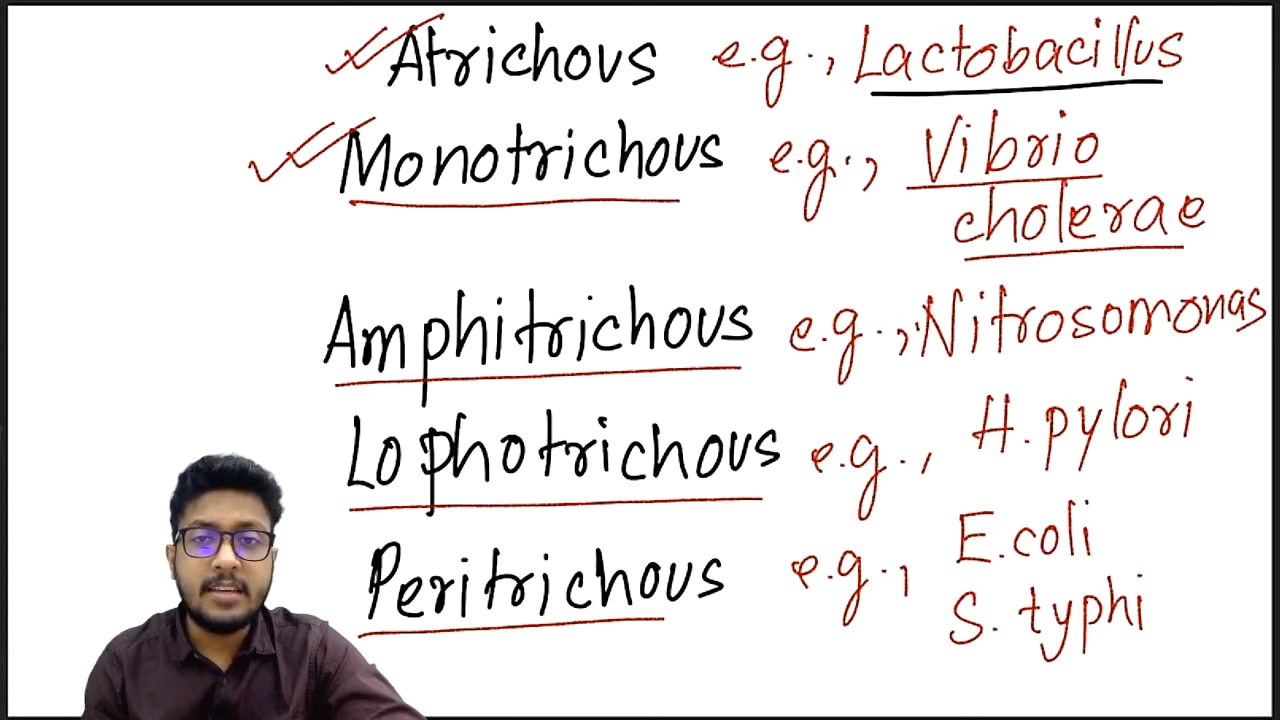 Atrichous e.g., Lactobacillus
Monotrichous e.g., Vibrio
cholerae
Amphitrichous e.g., Nitrosomonas
Lophotrichous e.g., H. pylori
Peritrichous e.g., E. coli
S. typhi